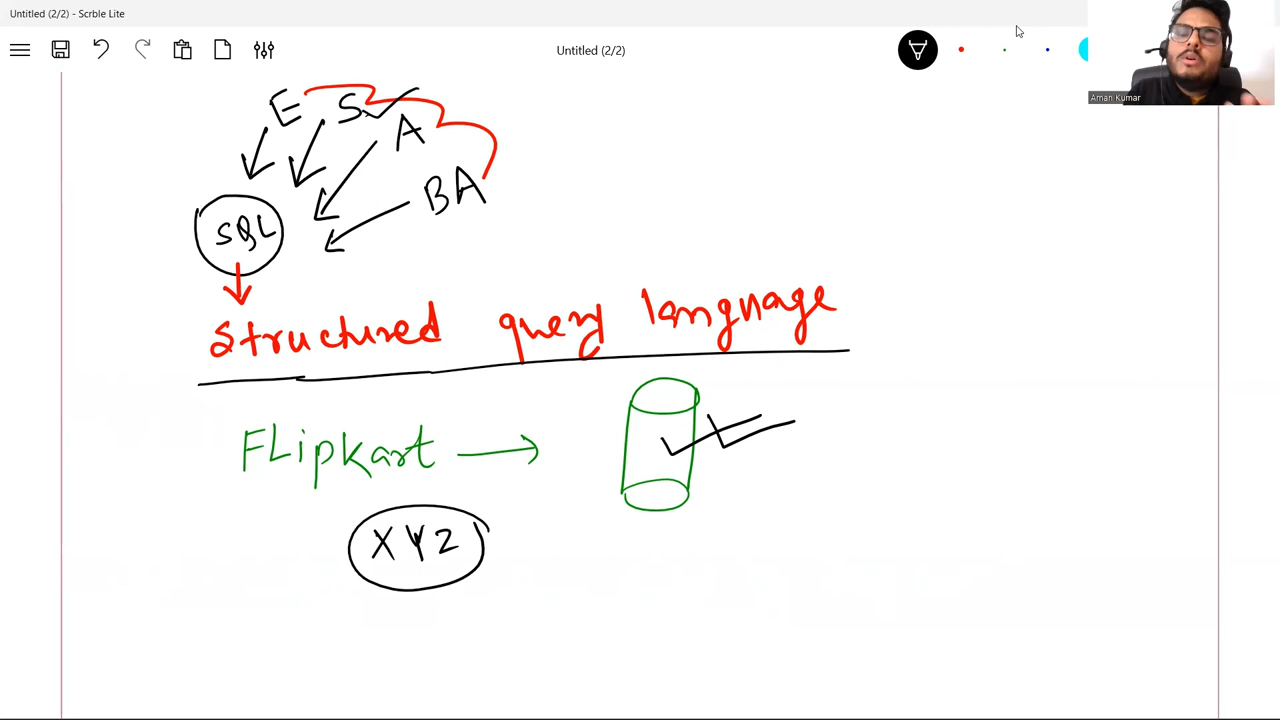 Untitled (2/2) - Scrble Lite
Untitled (2/2)
Aman Kumar
E S
A
BA
SQL
Structured query language
FLipkart
XYZ